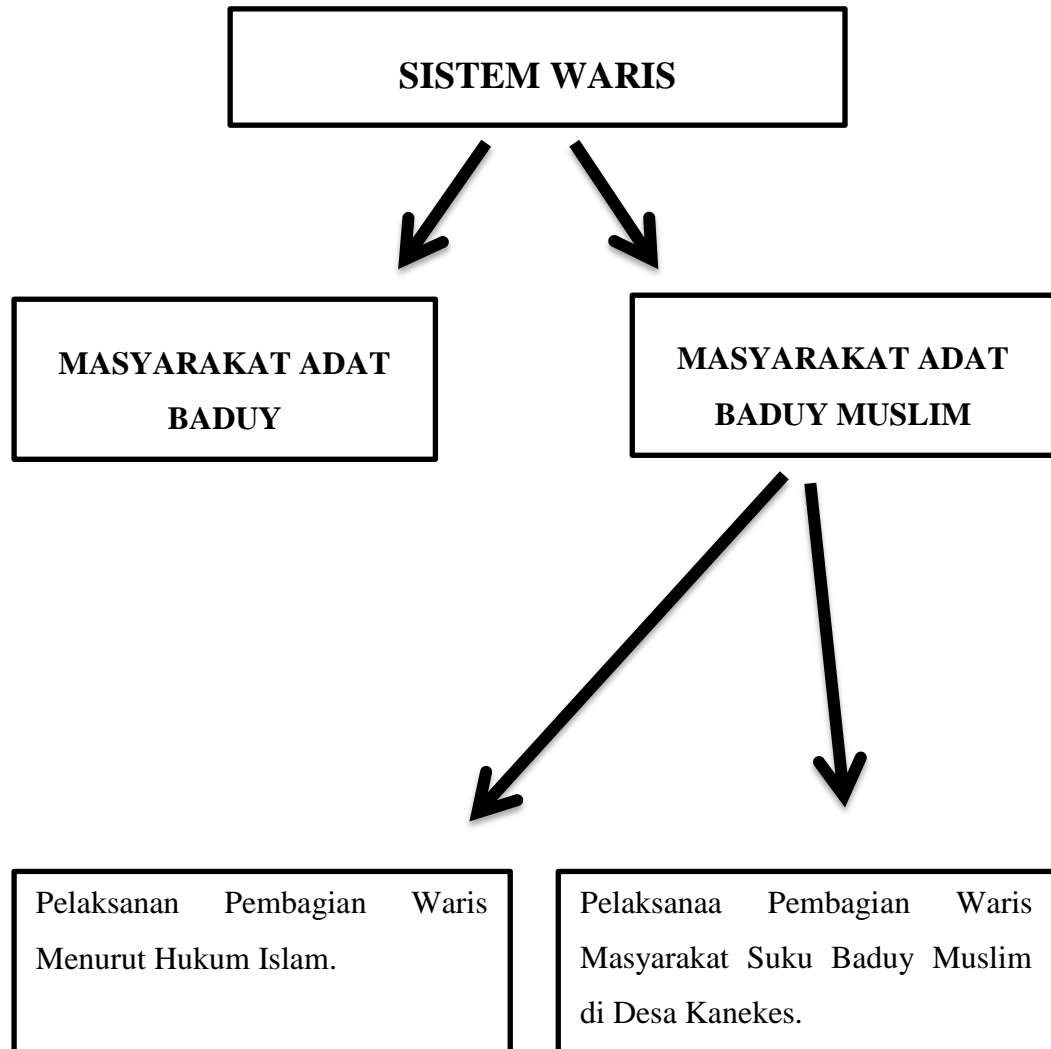 SISTEM WARIS
MASYARAKAT ADAT
BADUY
MASYARAKAT ADAT
BADUY MUSLIM
Pelaksanan Pembagian Waris
Menurut Hukum Islam.
Pelaksanaa Pembagian Waris
Masyarakat Suku Baduy Muslim
di Desa Kanekes.